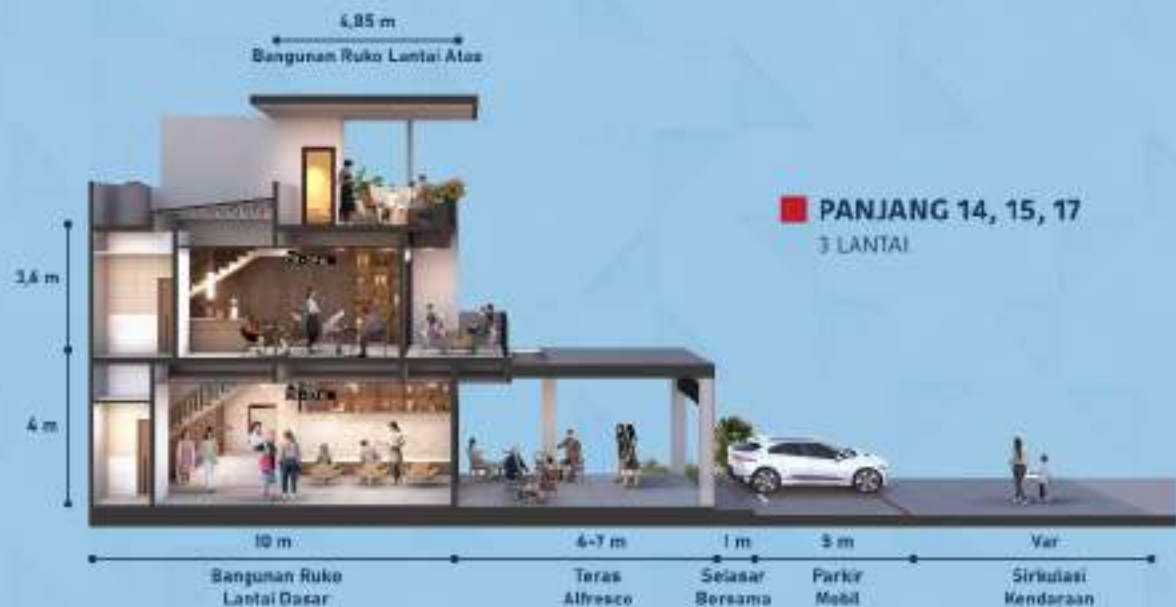 4,85 m
Bangunan Ruko Lantai Atas
PANJANG 14, 15, 17
3 LANTAI
3,6 m
4 m
10 m
4-7 m
1 m
5 m
Var
Bangunan Ruko
Lantai Dasar
Teras
Alfresco
Selasar
Bersama
Parkir
Mobil
Sirkulasi
Kendaraan